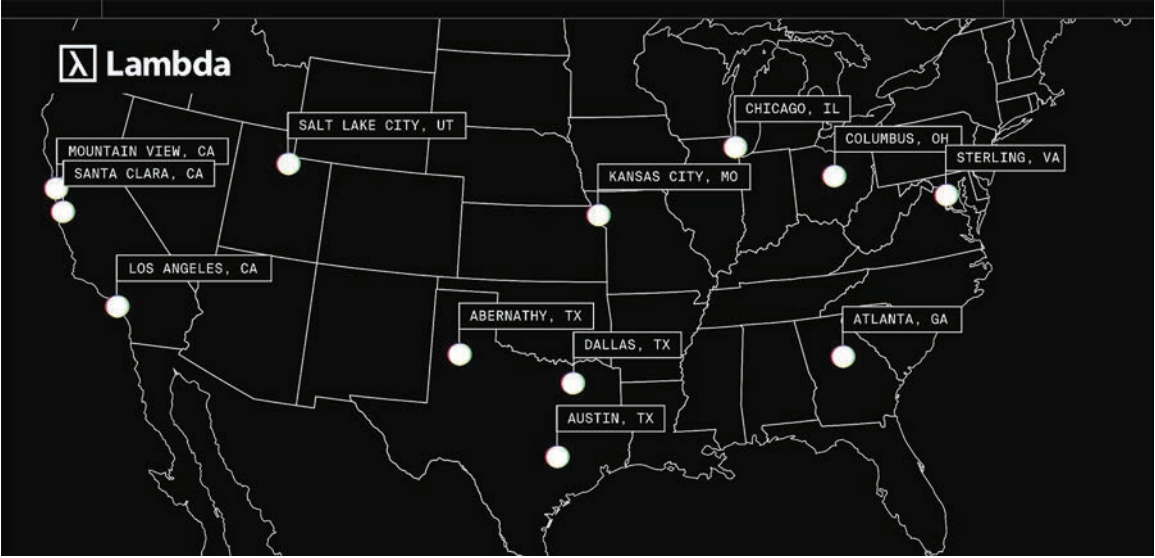 λ Lambda
CHICAGO, IL
SALT LAKE CITY, UT
COLUMBUS, OH
MOUNTAIN VIEW, CA
STERLING, VA
SANTA CLARA, CA
KANSAS CITY, MO
LOS ANGELES, CA
ABERNATHY, TX
ATLANTA, GA
DALLAS, TX
AUSTIN, TX